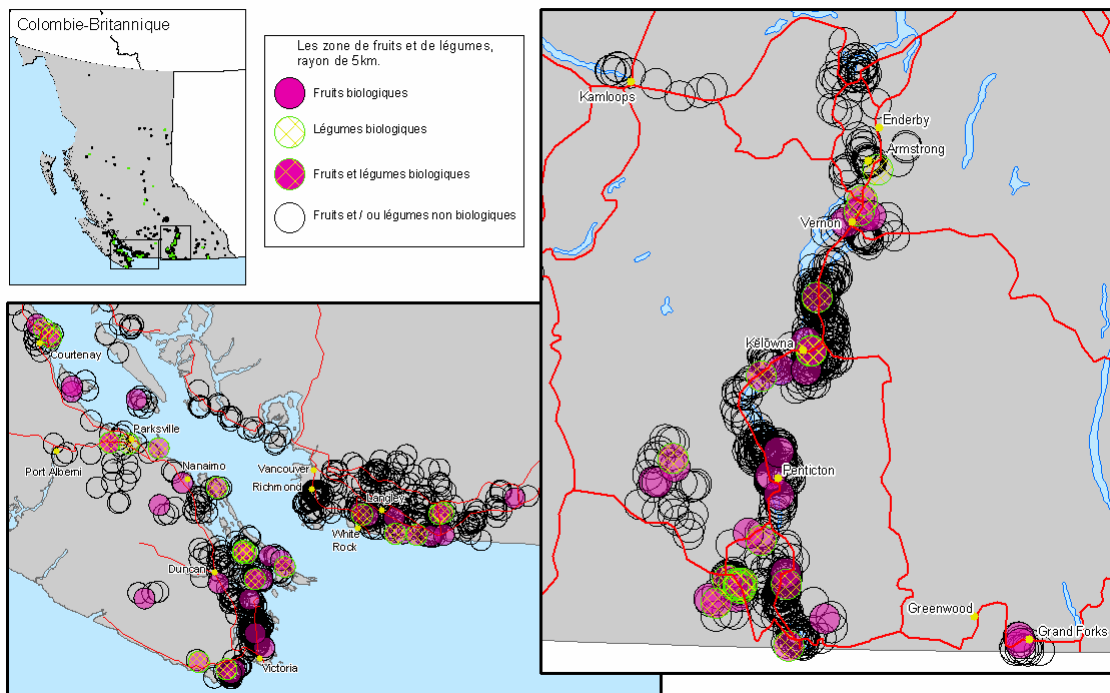 Colombie-Britannique
Les zone de fruits et de légumes,
rayon de 5km.
Fruits biologiques
Légumes biologiques
Fruits et légumes biologiques
Fruits et / ou légumes non biologiques
Kamloops
Enderby
Armstrong
Vernon
Kelowna
Penticton
Greenwood
Grand Forks
Courtenay
Parksville
Port Alberni
Nanaimo
Vancouver
Richmond
Langley
White
Rock
Duncan
Victoria